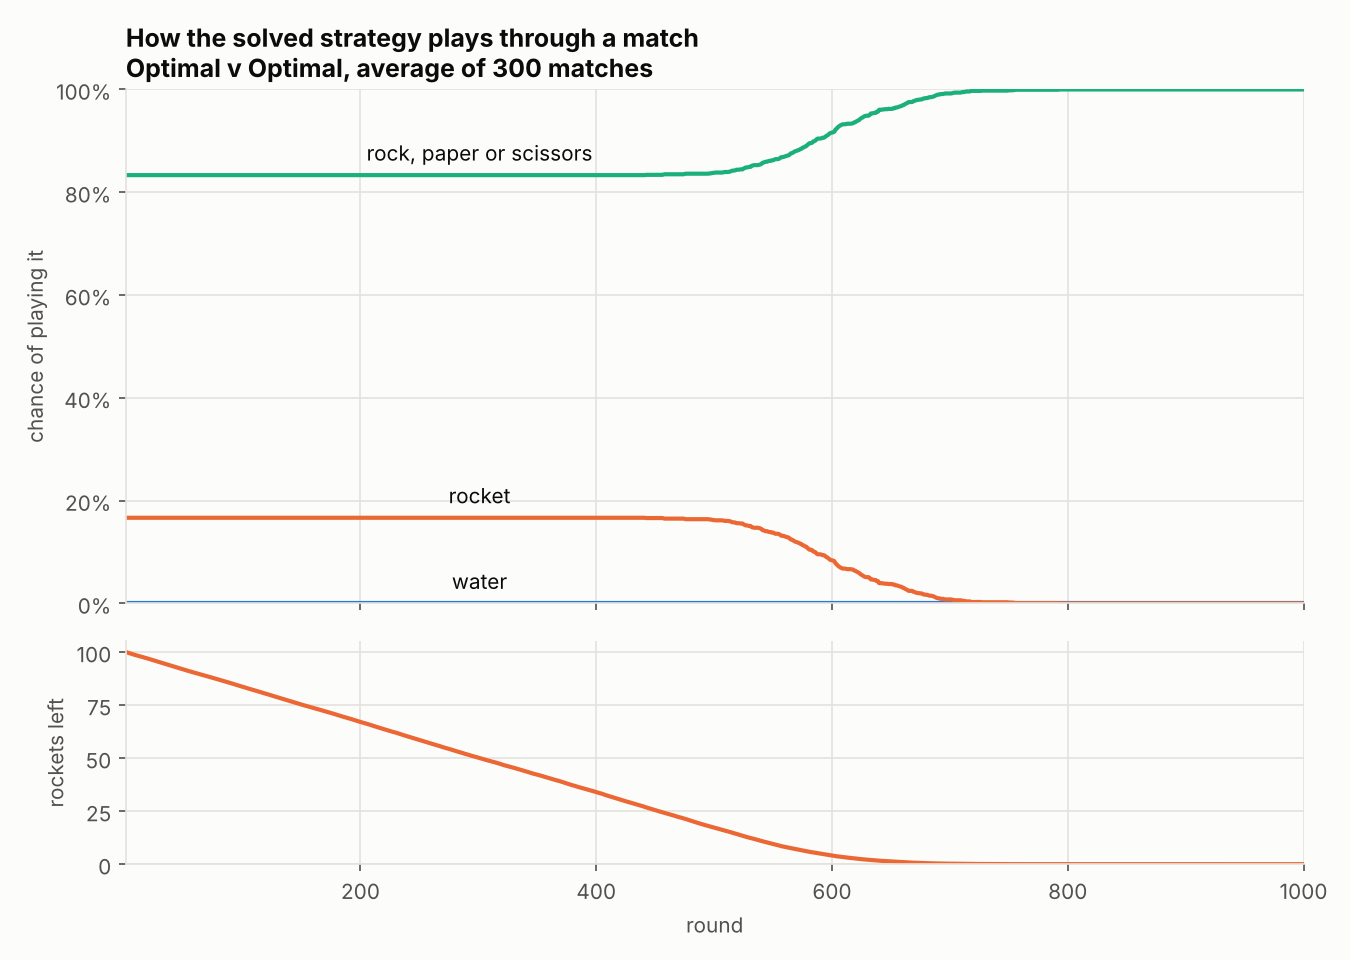 How the solved strategy plays through a match
Optimal v Optimal, average of 300 matches
100%
80%
60%
40%
20%
0%
chance of playing it
rock, paper or scissors
rocket
water
100
75
50
25
0
rockets left
200
400
600
800
1000
round